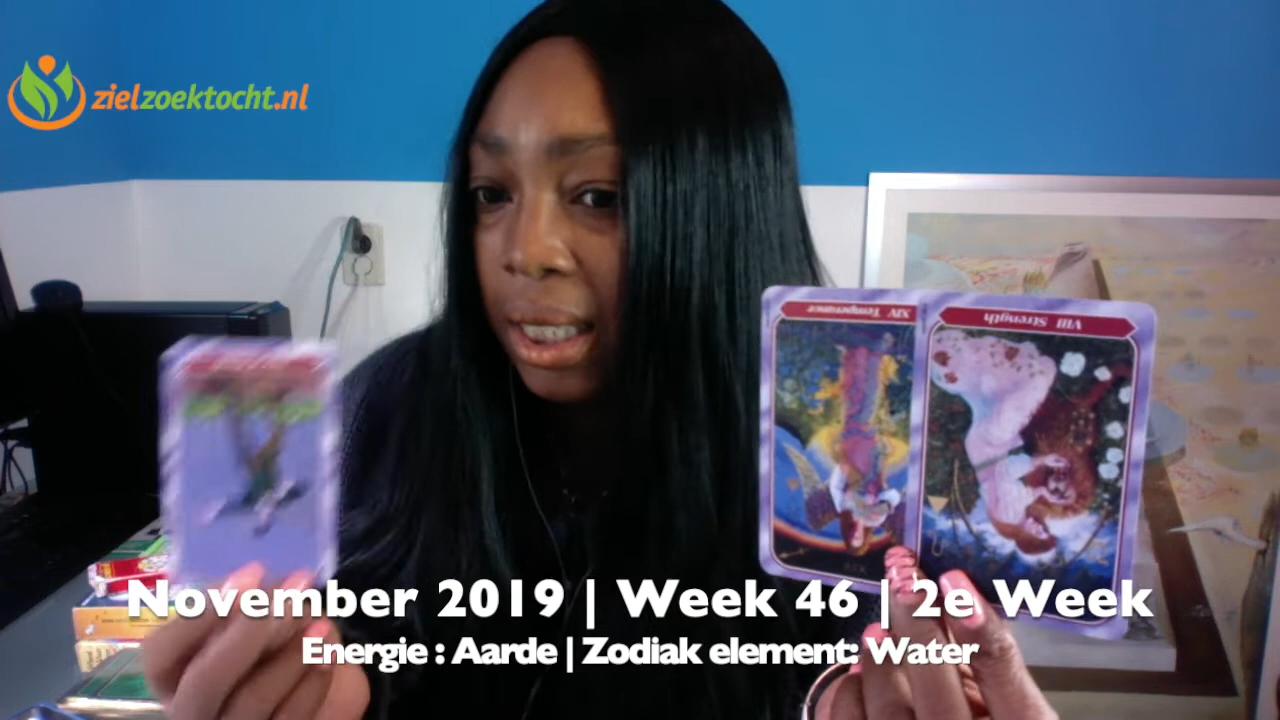 zielzoektocht.nl
XIV Temperance
VIII Strength
November 2019 | Week 46 | 2e Week
Energie : Aarde | Zodiak element: Water